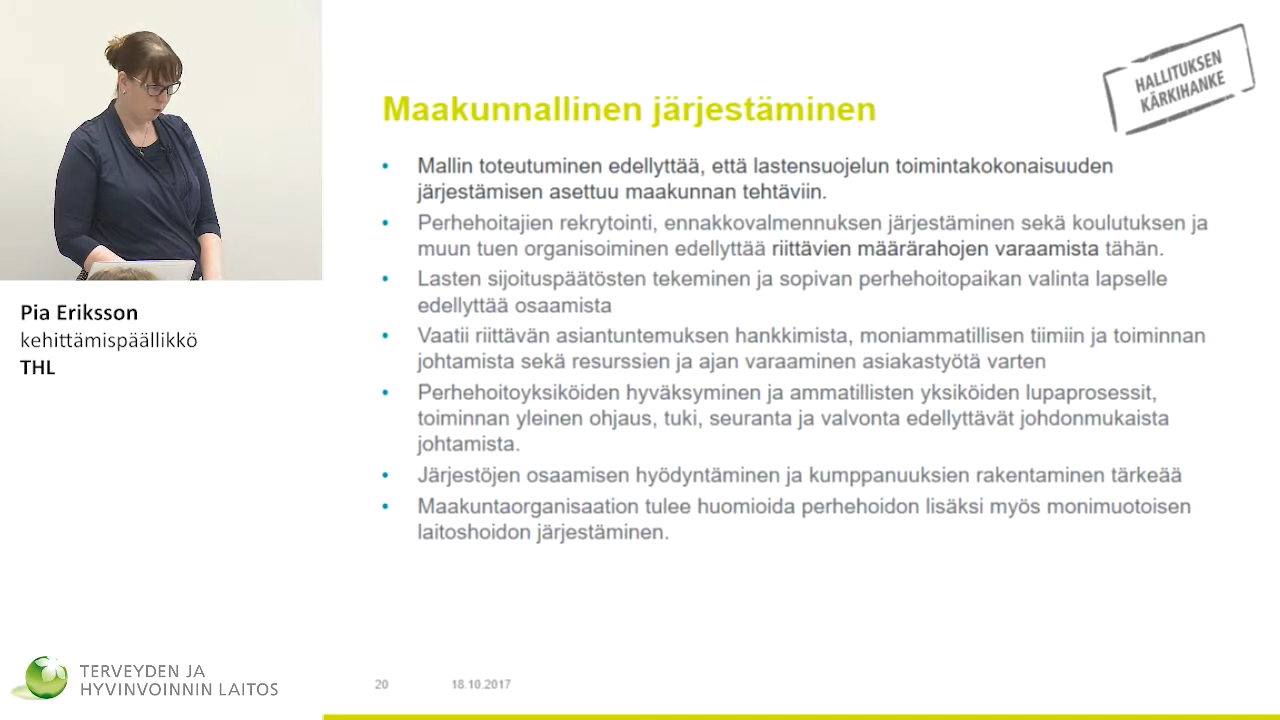 HALLITUKSEN
KÄRKIHANKE
Maakunnallinen järjestäminen
• Mallin toteutuminen edellyttää, että lastensuojelun toimintakokonaisuuden
järjestämisen asettuu maakunnan tehtäviin.
• Perhehoitajien rekrytointi, ennakkovalmennuksen järjestäminen sekä koulutuksen ja
muun tuen organisoiminen edellyttää riittävien määrärahojen varaamista tähän.
• Lasten sijoituspäätösten tekeminen ja sopivan perhehoitopaikan valinta lapselle
edellyttää osaamista
• Vaatii riittävän asiantuntemuksen hankkimista, moniammatillisen tiimiin ja toiminnan
johtamista sekä resurssien ja ajan varaaminen asiakastyötä varten
• Perhehoitoyksiköiden hyväksyminen ja ammatillisten yksiköiden lupaprosessit,
toiminnan yleinen ohjaus, tuki, seuranta ja valvonta edellyttävät johdonmukaista
johtamista.
• Järjestöjen osaamisen hyödyntäminen ja kumppanuuksien rakentaminen tärkeää
• Maakuntaorganisaation tulee huomioida perhehoidon lisäksi myös monimuotoisen
laitoshoidon järjestäminen.
Pia Eriksson
kehittämispäällikkö
THL
TERVEYDEN JA
HYVINVOINNIN LAITOS
20 18.10.2017